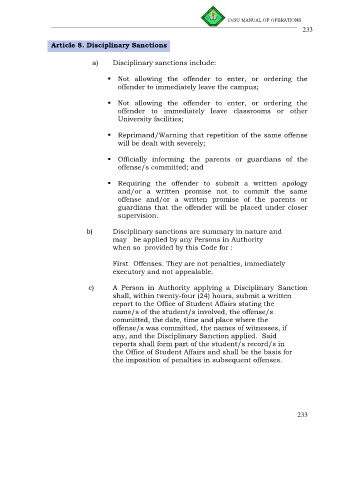 CvSU MANUAL OF OPERATIONS
233
Article 8. Disciplinary Sanctions
a) Disciplinary sanctions include:
▪ Not allowing the offender to enter, or ordering the
offender to immediately leave the campus;
▪ Not allowing the offender to enter, or ordering the
offender to immediately leave classrooms or other
University facilities;
▪ Reprimand/Warning that repetition of the same offense
will be dealt with severely;
▪ Officially informing the parents or guardians of the
offense/s committed; and
▪ Requiring the offender to submit a written apology
and/or a written promise not to commit the same
offense and/or a written promise of the parents or
guardians that the offender will be placed under closer
supervision.
b) Disciplinary sanctions are summary in nature and
may be applied by any Persons in Authority
when so provided by this Code for :
First Offenses. They are not penalties, immediately
executory and not appealable.
c) A Person in Authority applying a Disciplinary Sanction
shall, within twenty-four (24) hours, submit a written
report to the Office of Student Affairs stating the
name/s of the student/s involved, the offense/s
committed, the date, time and place where the
offense/s was committed, the names of witnesses, if
any, and the Disciplinary Sanction applied. Said
reports shall form part of the student/s record/s in
the Office of Student Affairs and shall be the basis for
the imposition of penalties in subsequent offenses.
233